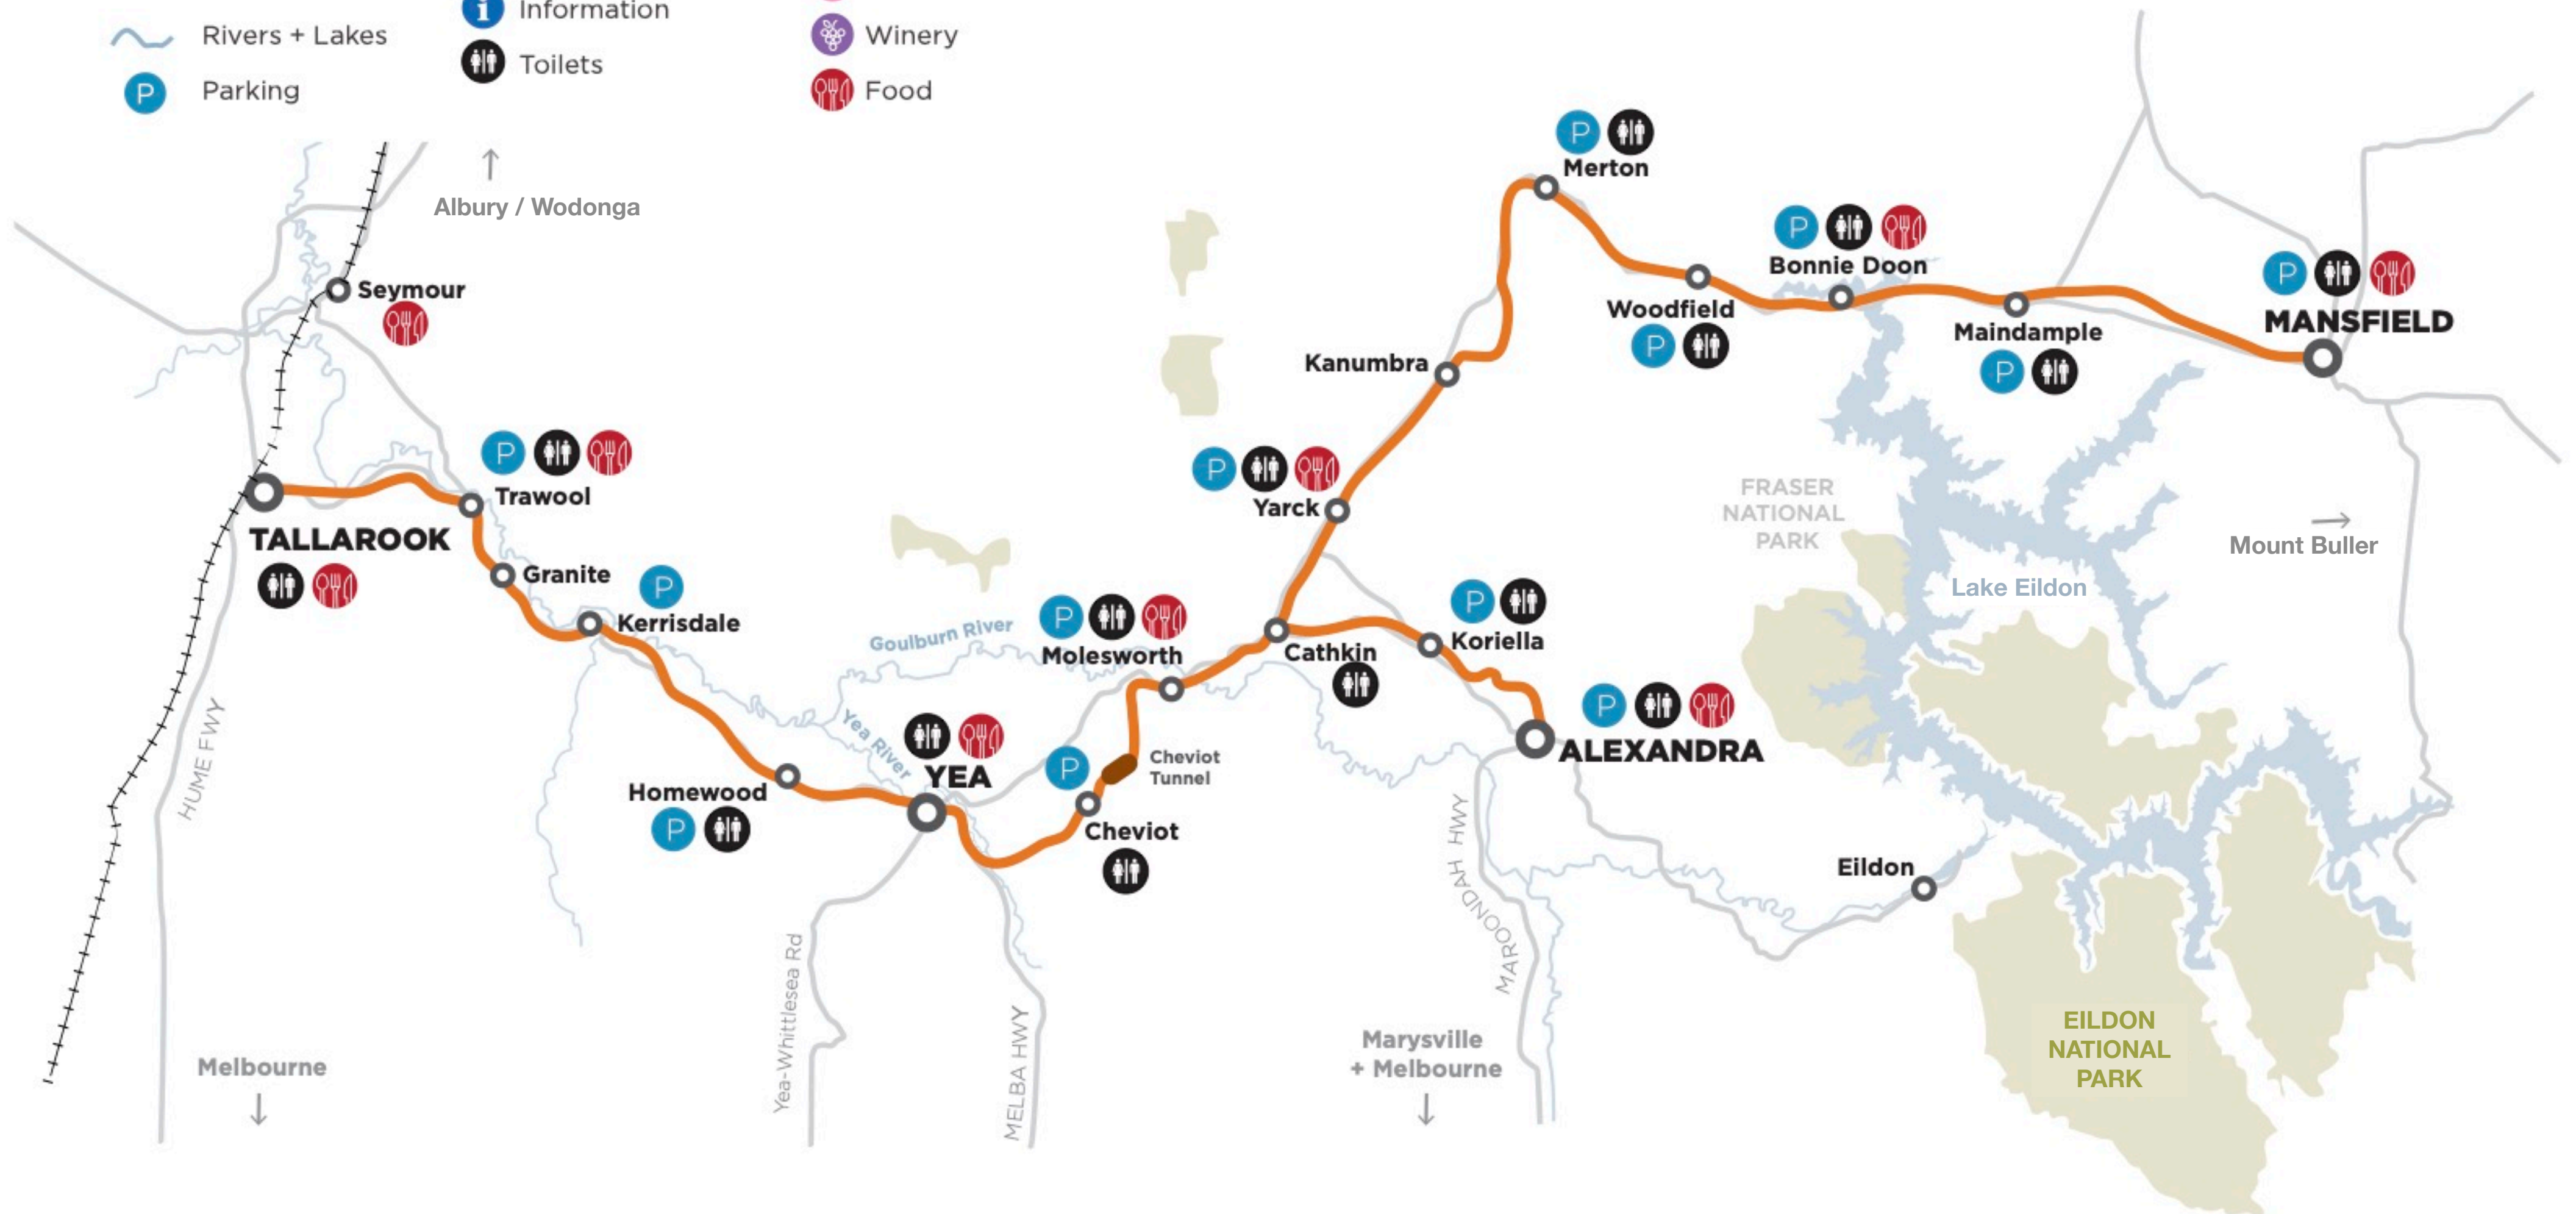 Rivers + Lakes
P
Parking
i
Information
Toilets
Winery
Food
Albury / Wodonga
Seymour
P
Merton
P
Bonnie Doon
Woodfield
P
Maindample
P
P
MANSFIELD
Kanumbra
P
Yarck
P
Trawool
TALLAROOK
Granite
P
Kerrisdale
Goulburn River
P
Molesworth
Cathkin
P
Koriella
P
ALEXANDRA
FRASER
NATIONAL
PARK
Lake Eildon
Mount Buller
HUME FWY
Yea River
YEA
Homewood
P
P
Cheviot
Tunnel
Cheviot
Eildon
MAROONDAH HWY
Yea-Whittlesea Rd
MELBA HWY
Melbourne
Marysville
+ Melbourne
EILDON
NATIONAL
PARK